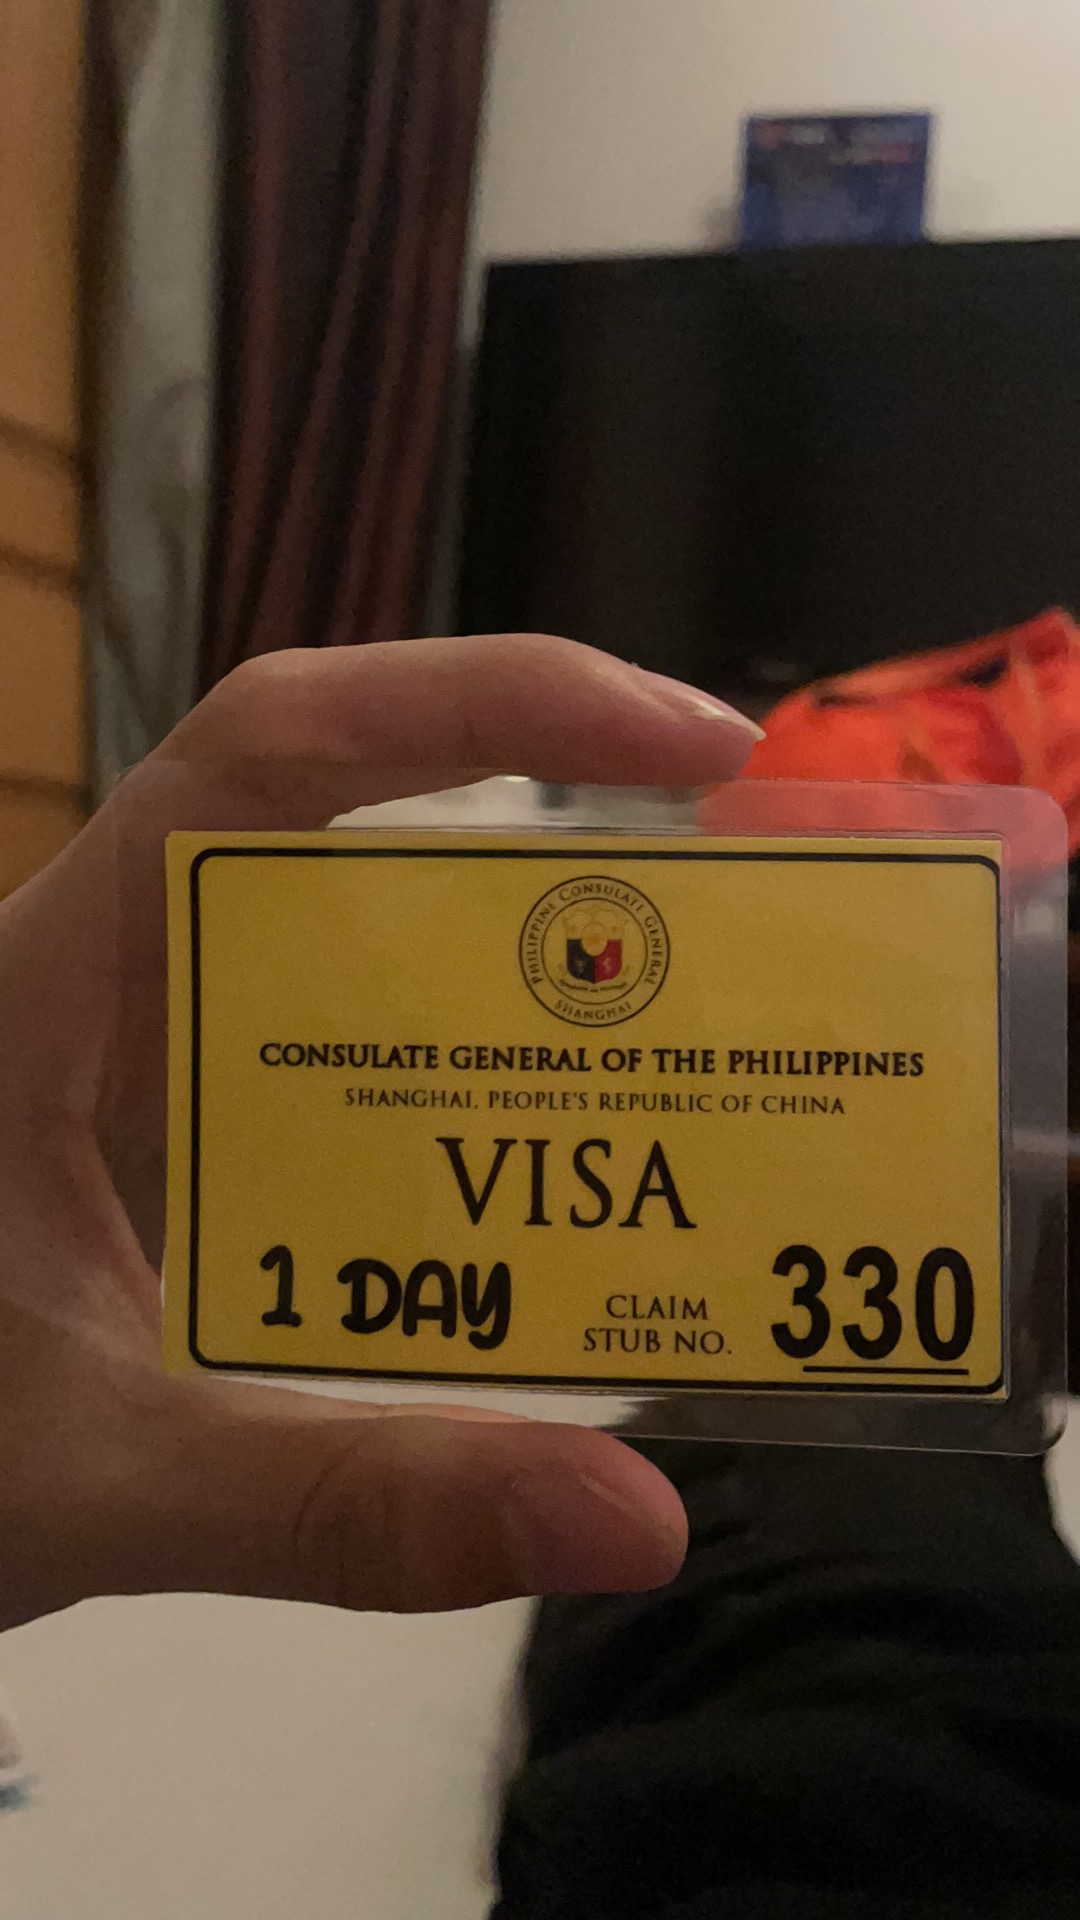 PHILIPPINE CONSULATE GENERAL
SHANGHAI
CONSULATE GENERAL OF THE PHILIPPINES
SHANGHAI, PEOPLE'S REPUBLIC OF CHINA
VISA
1 DAY
CLAIM
STUB NO.
330